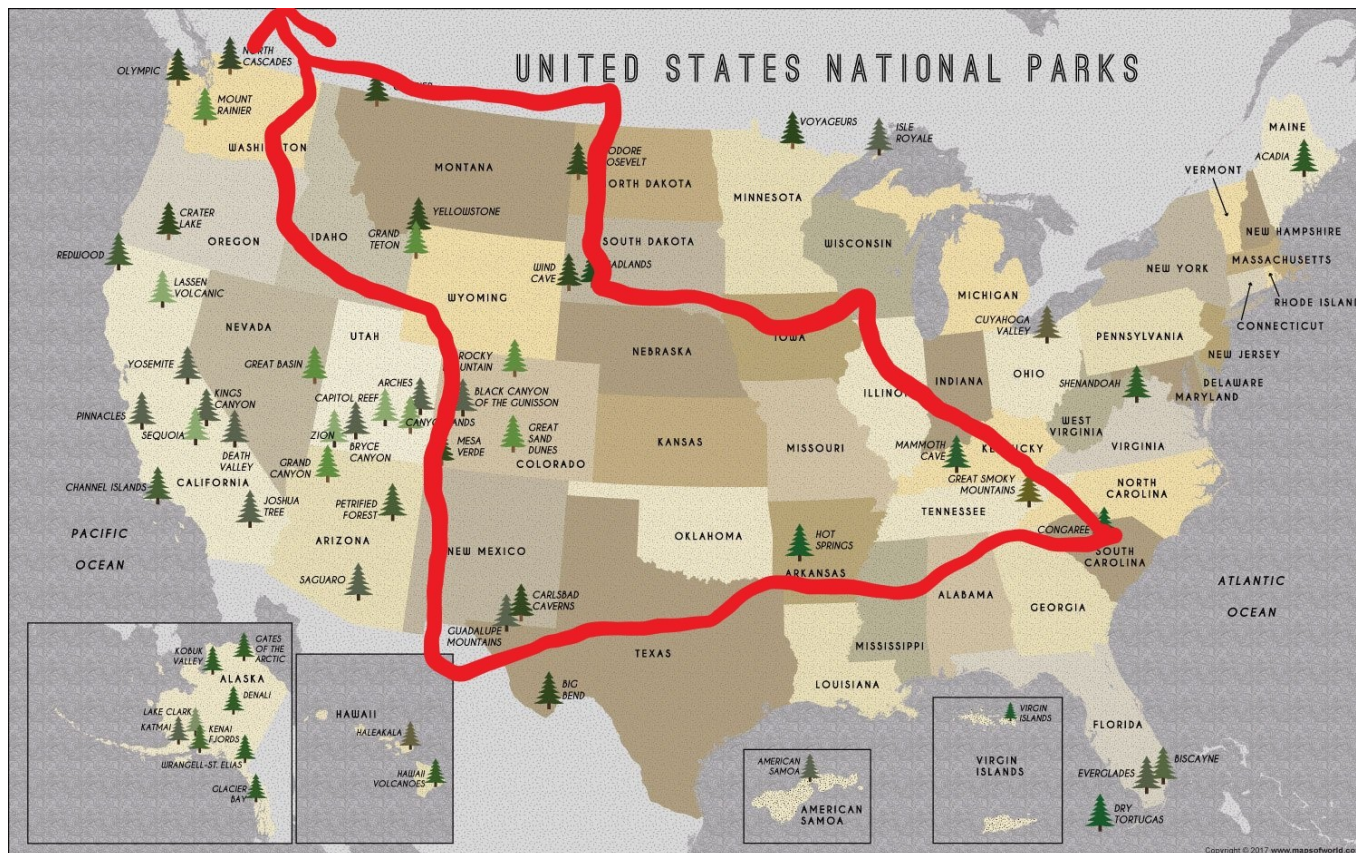 UNITED STATES NATIONAL PARKS
NORTH
CASCADES
OLYMPIC
MOUNT
RAINIER
WASHINGTON
MONTANA
NORTH DAKOTA
VOYAGEURS
ISLE
ROYALE
MINNESOTA
MAINE
ACADIA
VERMONT
NEW HAMPSHIRE
MASSACHUSETTS
RHODE ISLAN
CONNECTICUT
NEW YORK
CRATER
LAKE
OREGON
IDAHO
YELLOWSTONE
GRAND
TETON
SOUTH DAKOTA
WIND
CAVE
WISCONSIN
MICHIGAN
CUYAHOGA
VALLEY
PENNSYLVANIA
NEW JERSEY
REDWOOD
LASSEN
VOLCANIC
NEVADA
UTAH
WYOMING
NEBRASKA
IOWA
INDIANA
OHIO
SHENANDOAH
DELAWARE
MARYLAND
WEST
VIRGINIA
VIRGINIA
YOSEMITE
GREAT BASIN
ARCHES
ROCKY
BLACK CANYON
OF THE GUNISSON
PINNACLES
KINGS
CANYON
SEQUOIA
DEATH
VALLEY
CAPITOL REEF
ZION
BRYCE
CANYON
GRAND
CANYON
MESA
VERDE
GREAT
SAND
DUNES
COLORADO
KANSAS
MISSOURI
MAMMOTH
CAVE
GREAT SMOKY
MOUNTAINS
TENNESSEE
NORTH
CAROLINA
CONGAREE
SOUTH
CAROLINA
CHANNEL ISLANDS
CALIFORNIA
JOSHUA
TREE
PETRIFIED
FOREST
ARIZONA
SAGUARO
NEW MEXICO
OKLAHOMA
HOT
SPRINGS
ARKANSAS
ALABAMA
GEORGIA
PACIFIC
OCEAN
ATLANTIC
OCEAN
CARLSBAD
CAVERNS
GUADALUPE
MOUNTAINS
TEXAS
MISSISSIPPI
LOUISIANA
BIG
BEND
FLORIDA
BISCAYNE
EVERGLADES
DRY
TORTUGAS
KOBUK
VALLEY
GATES
OF THE
ARCTIC
ALASKA
DENALI
LAKE CLARK
KATMAI
KENAI
FJORDS
WRANGELL-ST. ELIAS
GLACIER
BAY
HAWAII
HALEAKALA
HAWAII
VOLCANOES
AMERICAN
SAMOA
AMERICAN
SAMOA
VIRGIN
ISLANDS
VIRGIN
ISLANDS
Copyright © 2017 www.mapsofworld.co